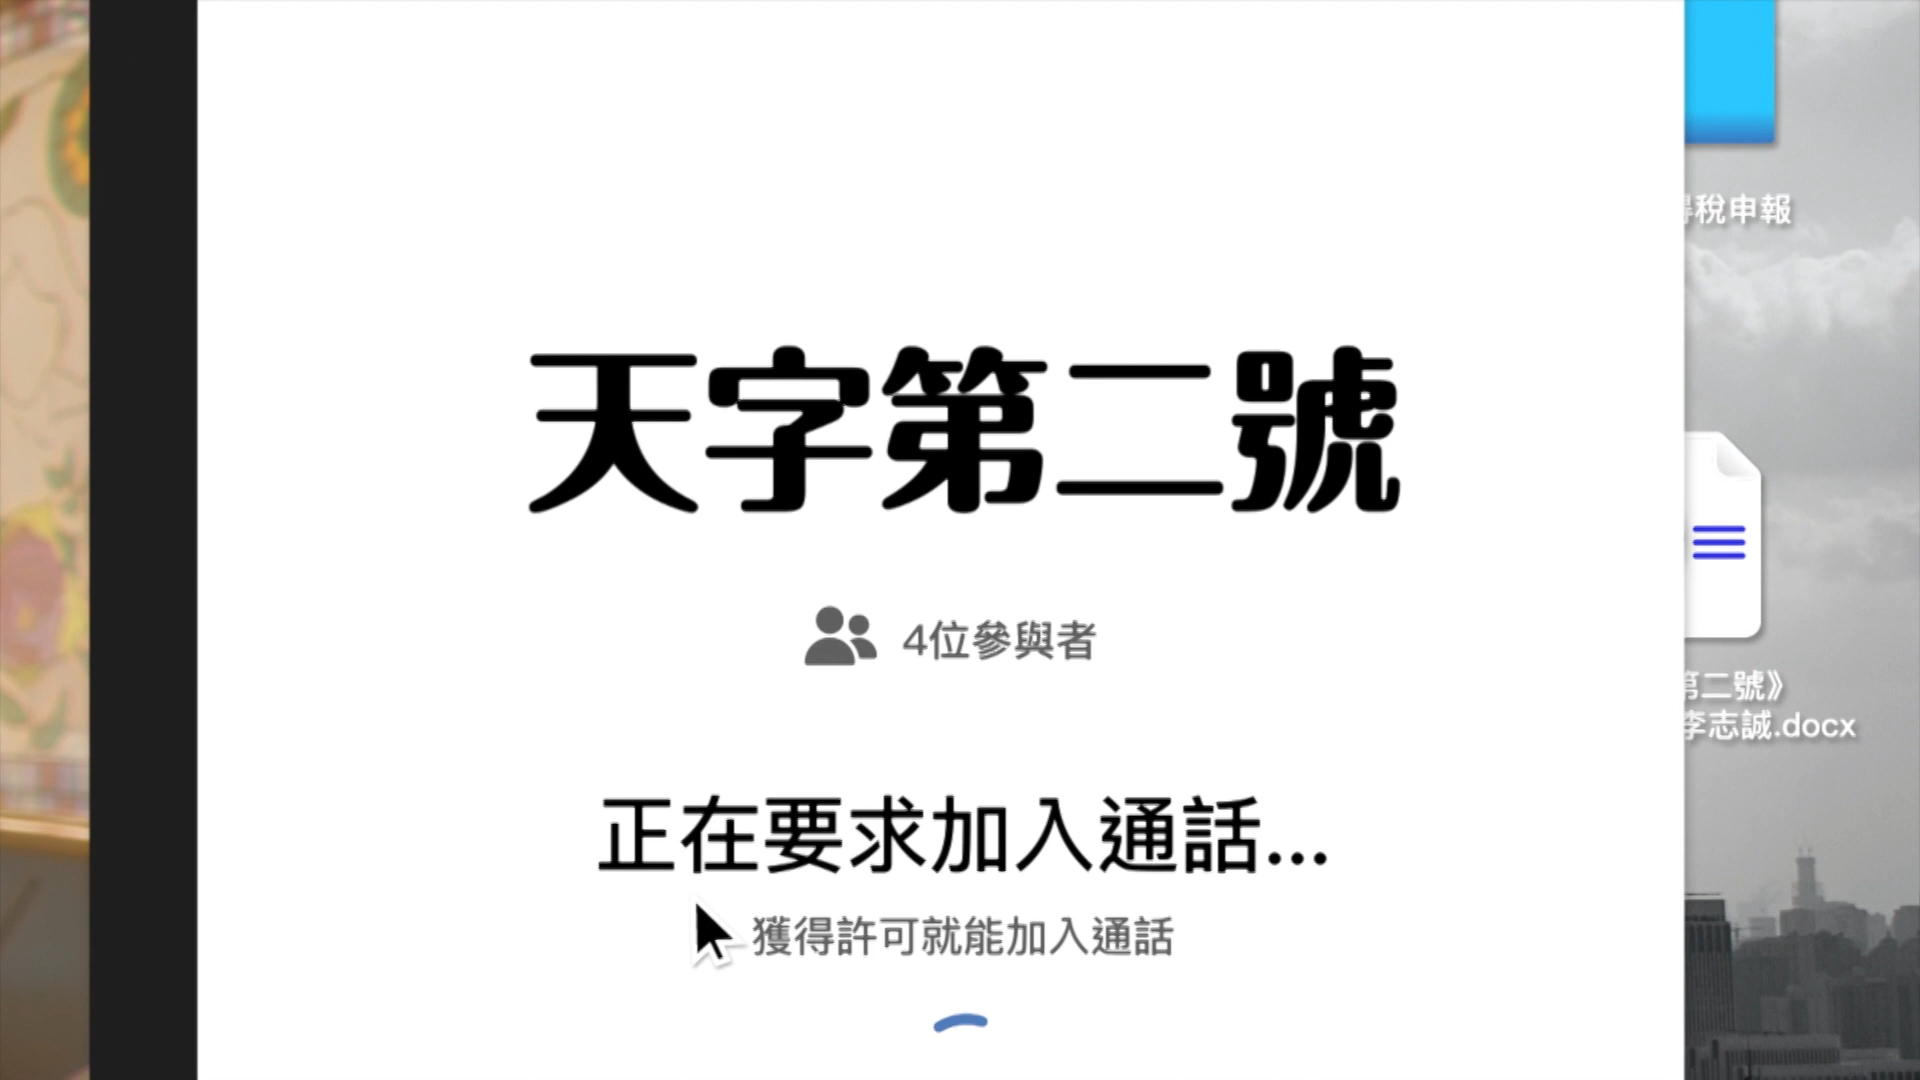 天字第二號
4位參與者
正在要求加入通話...
獲得許可就能加入通話
得稅申報
第二號》
李志誠.docx